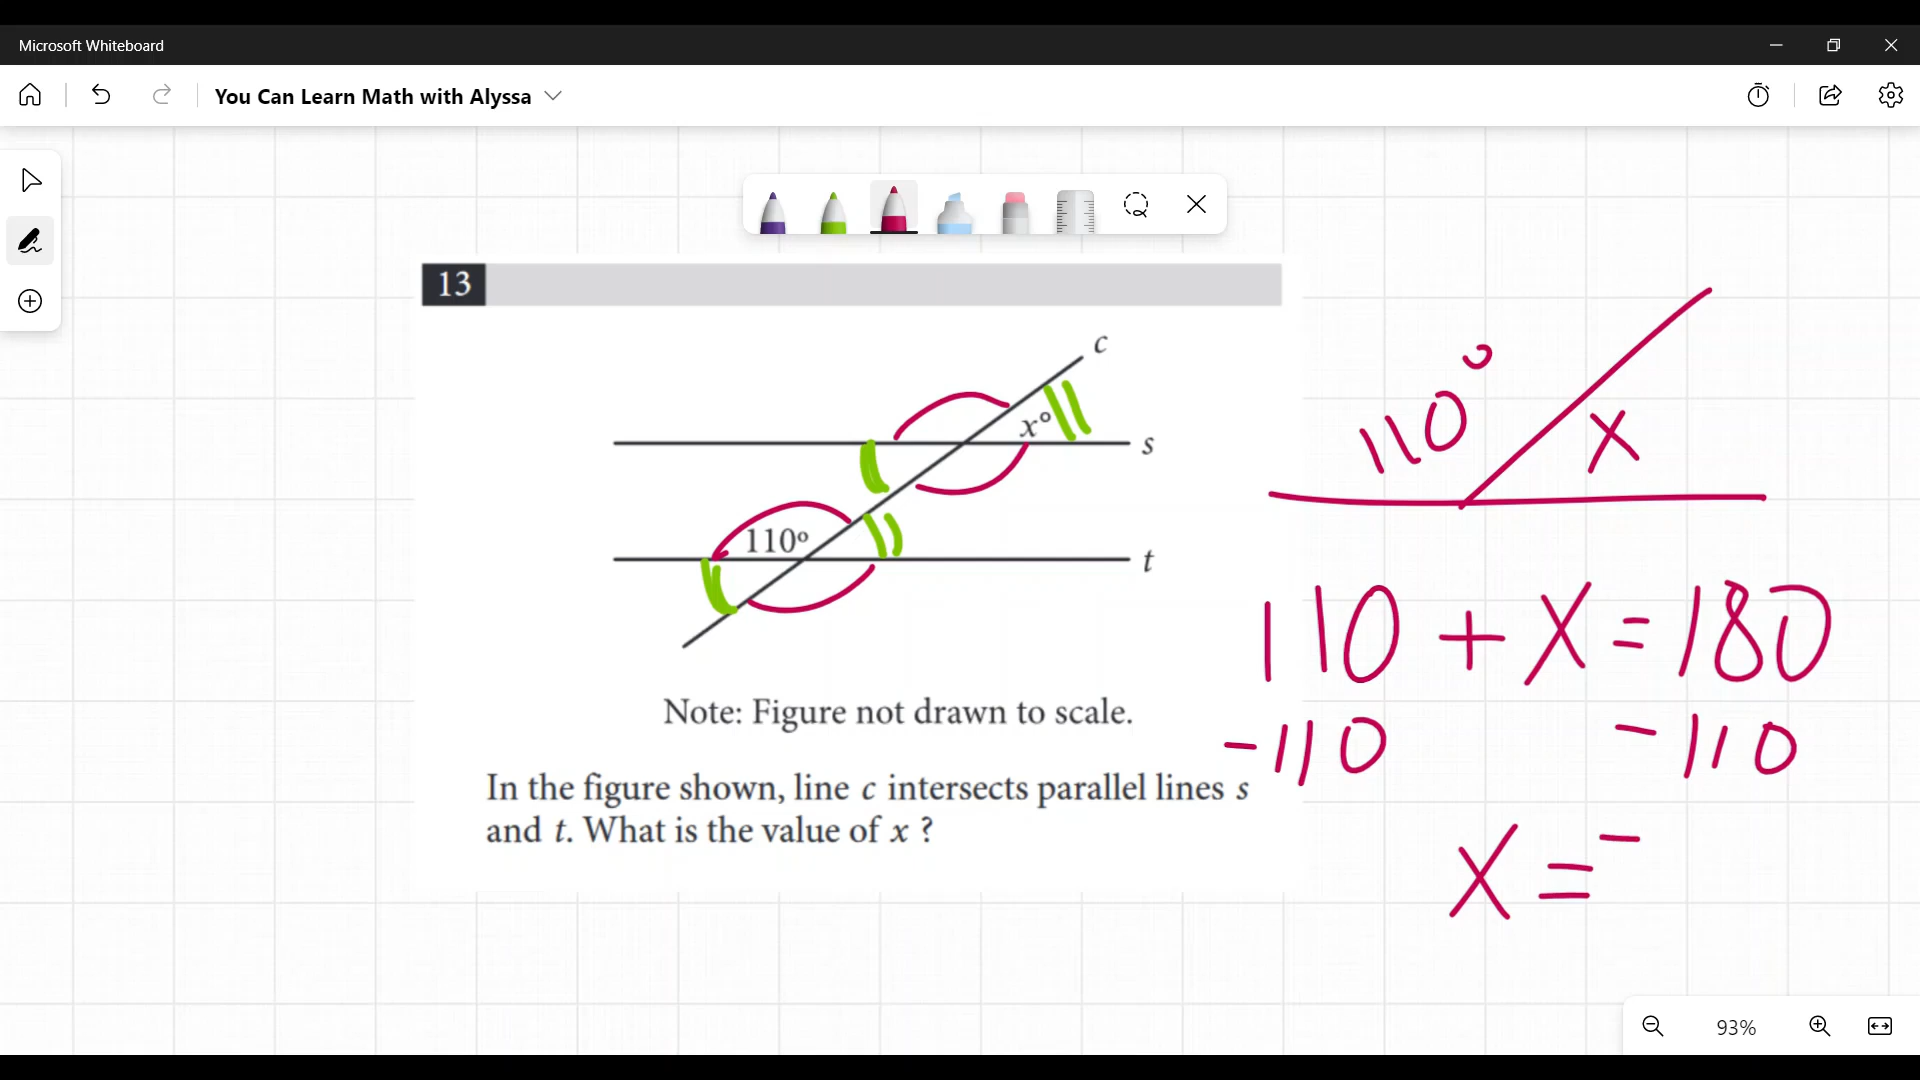 Microsoft Whiteboard
You Can Learn Math with Alyssa
13
c
x°
s
110°
t
Note: Figure not drawn to scale.
In the figure shown, line c intersects parallel lines s
and t. What is the value of x ?
110° x
110 + x = 180
-110 -110
x =
93%